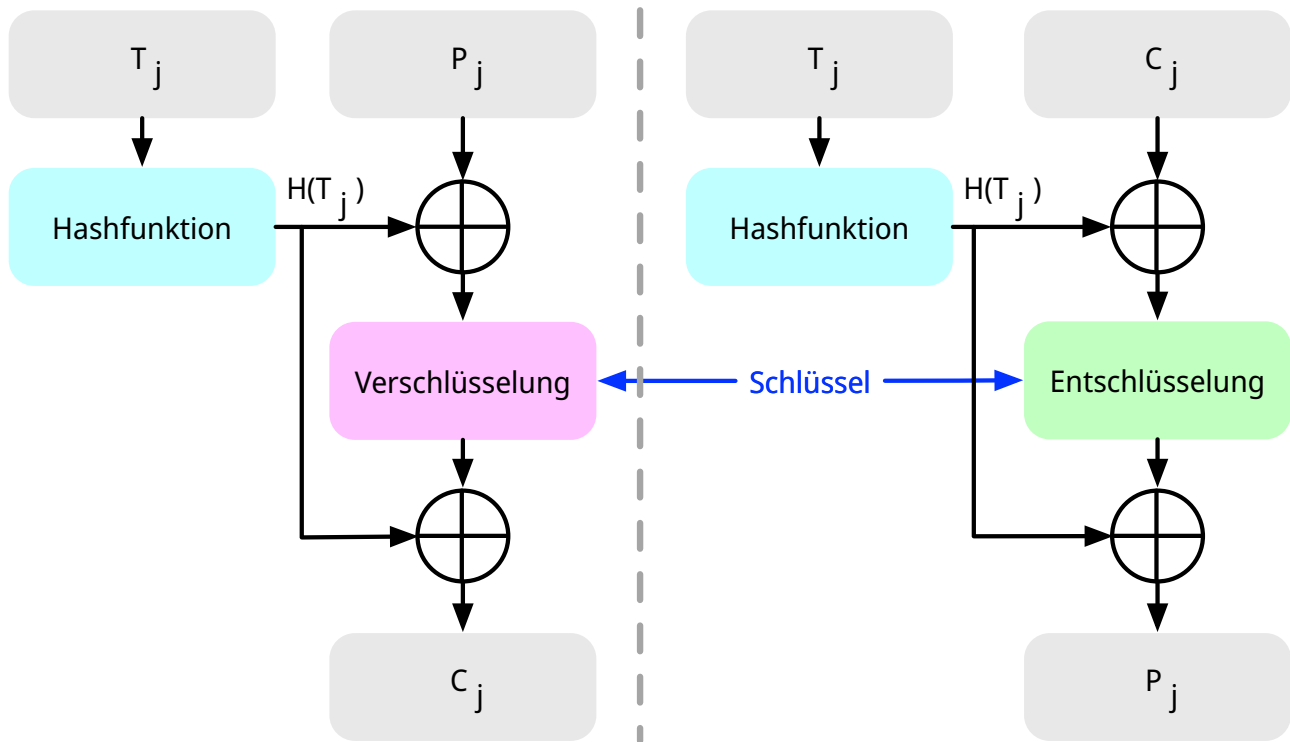 T j
P j
T j
C j
H(T j )
H(T j )
Hashfunktion
Hashfunktion
Verschlüsselung
Schlüssel
Entschlüsselung
C j
P j